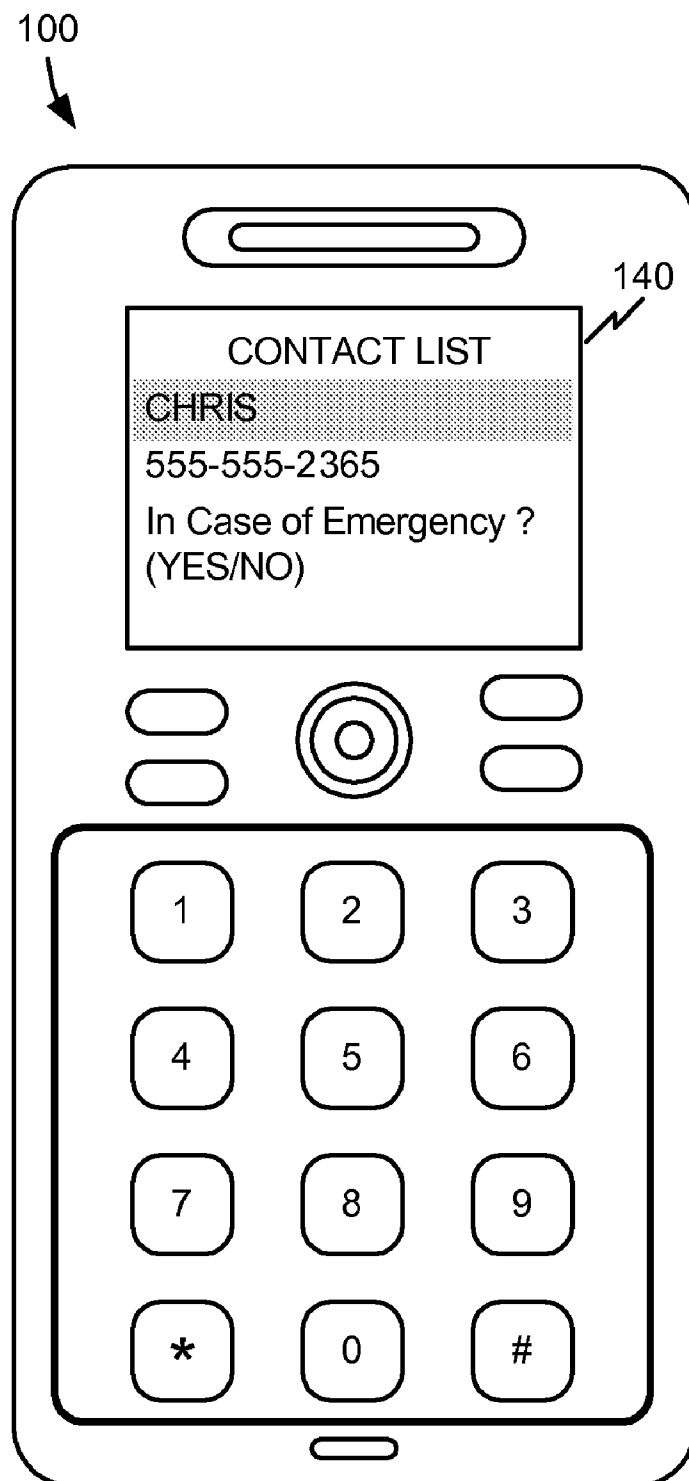 100
140
CONTACT LIST
CHRIS
555-555-2365
In Case of Emergency ?
(YES/NO)
1 2 3
4 5 6
7 8 9
* 0 #